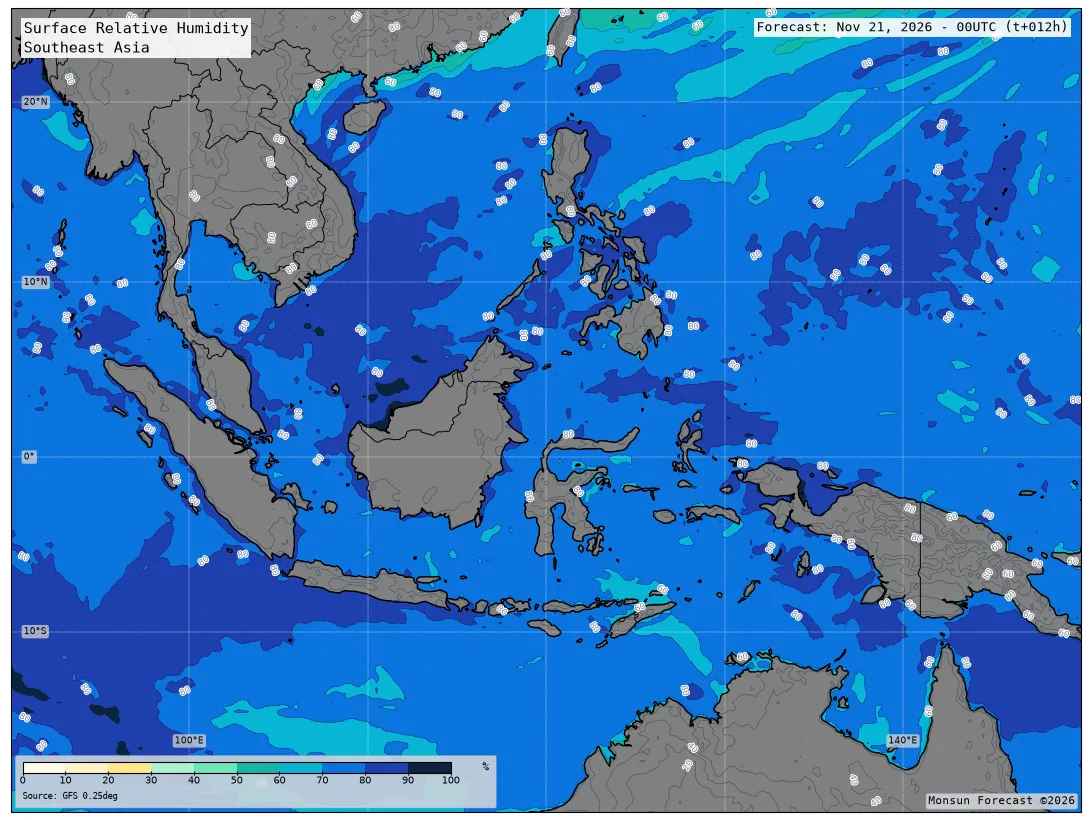 Surface Relative Humidity
Southeast Asia
Forecast: Nov 21, 2026 - 00UTC (t+012h)
20°N
10°N
0°
10°S
100°E
140°E
%
0 10 20 30 40 50 60 70 80 90 100
Source: GFS 0.25deg
Monsun Forecast ©2026